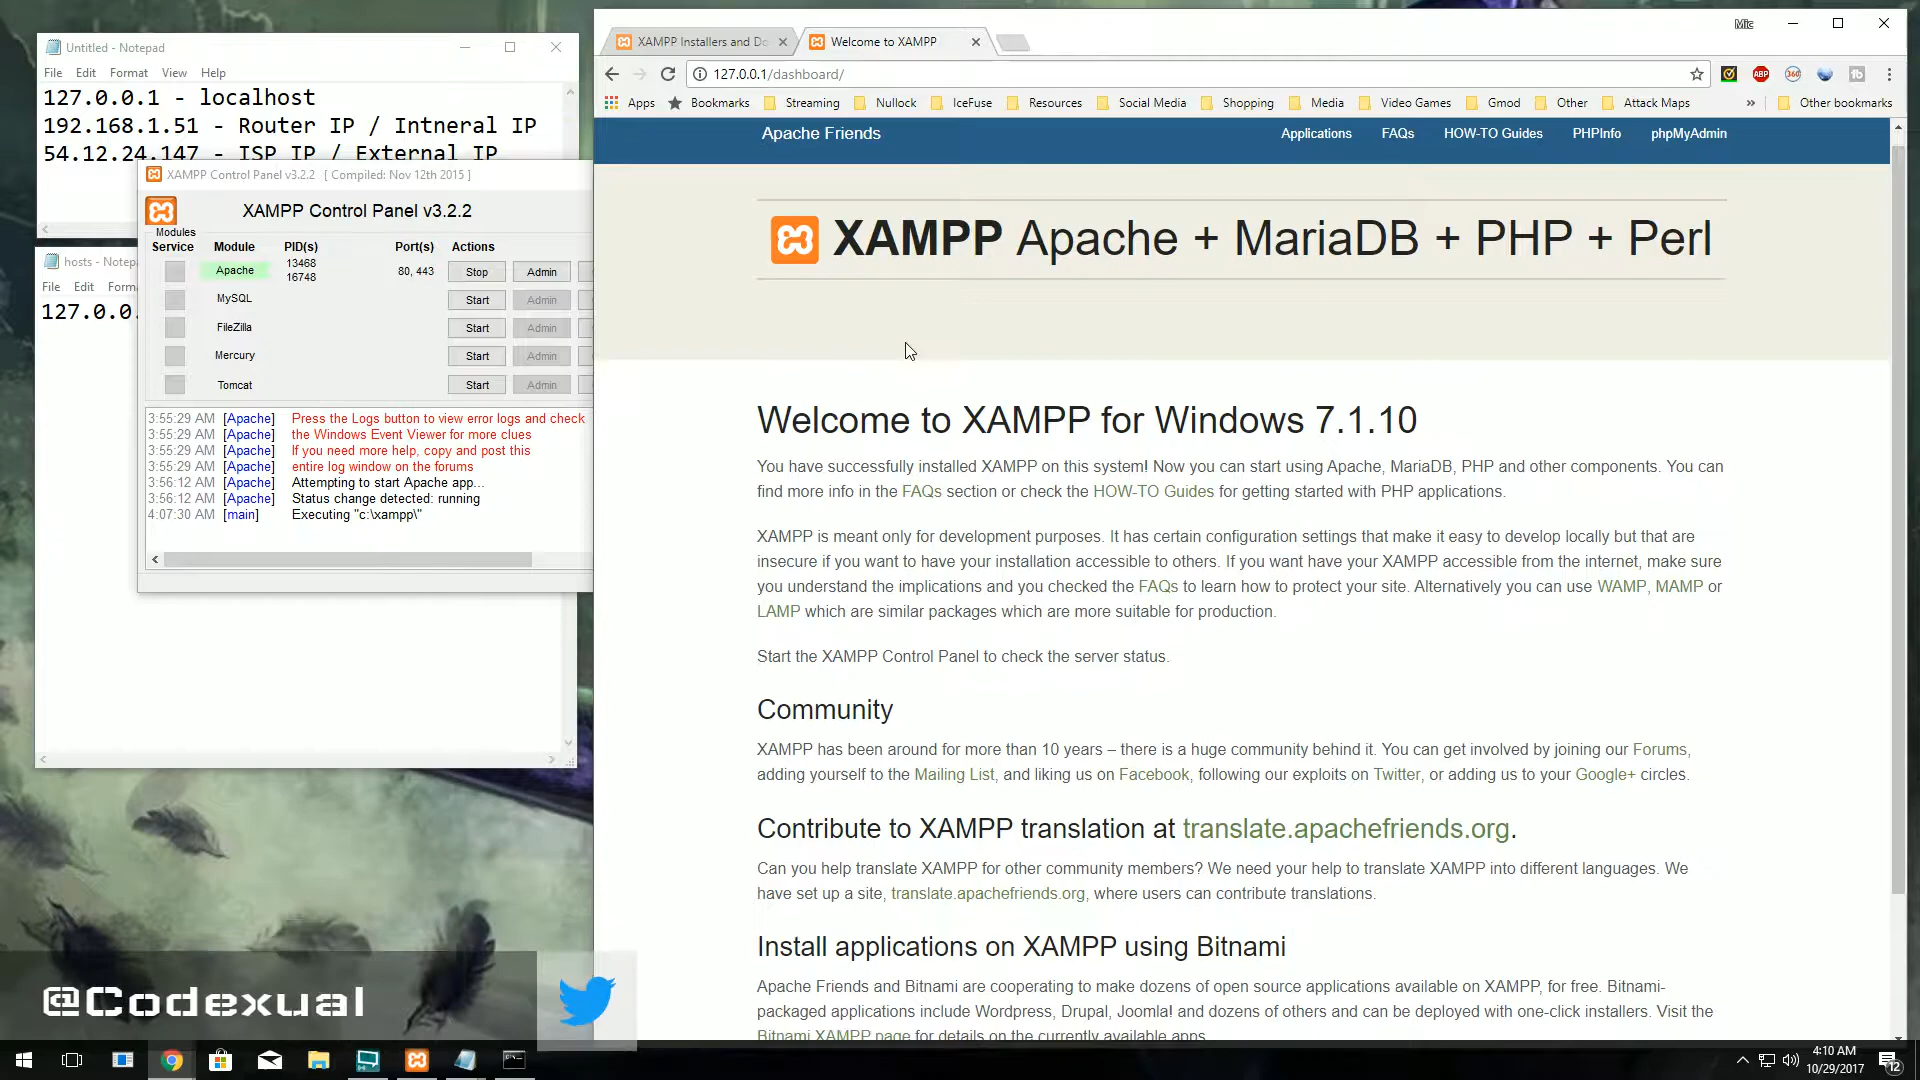 Untitled - Notepad
File Edit Format View Help
127.0.0.1 - localhost
192.168.1.51 - Router IP / Intneral IP
54.12.24.147 - ISP IP / External IP
XAMPP Control Panel v3.2.2 [ Compiled: Nov 12th 2015 ]
XAMPP Control Panel v3.2.2
Modules
Service Module PID(s) Port(s) Actions
Apache 13468 16748 80, 443 Stop Admin
MySQL Start Admin
FileZilla Start Admin
Mercury Start Admin
Tomcat Start Admin
3:55:29 AM [Apache] Press the Logs button to view error logs and check
3:55:29 AM [Apache] the Windows Event Viewer for more clues
3:55:29 AM [Apache] If you need more help, copy and post this
3:55:29 AM [Apache] entire log window on the forums
3:56:12 AM [Apache] Attempting to start Apache app...
3:56:12 AM [Apache] Status change detected: running
4:07:30 AM [main] Executing "c:\xampp\"
hosts - Notep
File Edit Form
127.0.0.
Mic
XAMPP Installers and Do
Welcome to XAMPP
127.0.0.1/dashboard/
ABP
360
Apps Bookmarks Streaming Nullock IceFuse Resources Social Media Shopping Media Video Games Gmod Other Attack Maps » Other bookmarks
Apache Friends Applications FAQs HOW-TO Guides PHPInfo phpMyAdmin
XAMPP Apache + MariaDB + PHP + Perl
Welcome to XAMPP for Windows 7.1.10
You have successfully installed XAMPP on this system! Now you can start using Apache, MariaDB, PHP and other components. You can
find more info in the FAQs section or check the HOW-TO Guides for getting started with PHP applications.
XAMPP is meant only for development purposes. It has certain configuration settings that make it easy to develop locally but that are
insecure if you want to have your installation accessible to others. If you want have your XAMPP accessible from the internet, make sure
you understand the implications and you checked the FAQs to learn how to protect your site. Alternatively you can use WAMP, MAMP or
LAMP which are similar packages which are more suitable for production.
Start the XAMPP Control Panel to check the server status.
Community
XAMPP has been around for more than 10 years – there is a huge community behind it. You can get involved by joining our Forums,
adding yourself to the Mailing List, and liking us on Facebook, following our exploits on Twitter, or adding us to your Google+ circles.
Contribute to XAMPP translation at translate.apachefriends.org.
Can you help translate XAMPP for other community members? We need your help to translate XAMPP into different languages. We
have set up a site, translate.apachefriends.org, where users can contribute translations.
Install applications on XAMPP using Bitnami
Apache Friends and Bitnami are cooperating to make dozens of open source applications available on XAMPP, for free. Bitnami-
packaged applications include Wordpress, Drupal, Joomla! and dozens of others and can be deployed with one-click installers. Visit the
Bitnami XAMPP page for details on the currently available apps.
@Codexual
4:10 AM
10/29/2017
12